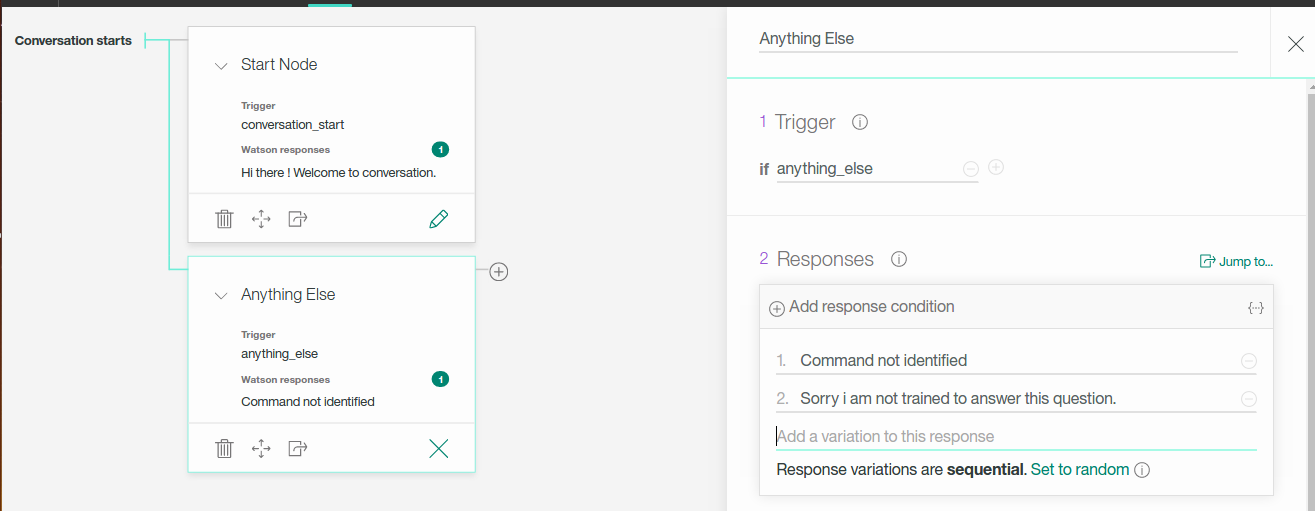 Conversation starts
Start Node
Trigger
conversation_start
Watson responses
1
Hi there ! Welcome to conversation.
Anything Else
Trigger
anything_else
Watson responses
1
Command not identified
Anything Else
1 Trigger
if anything_else
2 Responses
Jump to...
Add response condition
{...}
1. Command not identified
2. Sorry i am not trained to answer this question.
Add a variation to this response
Response variations are sequential. Set to random